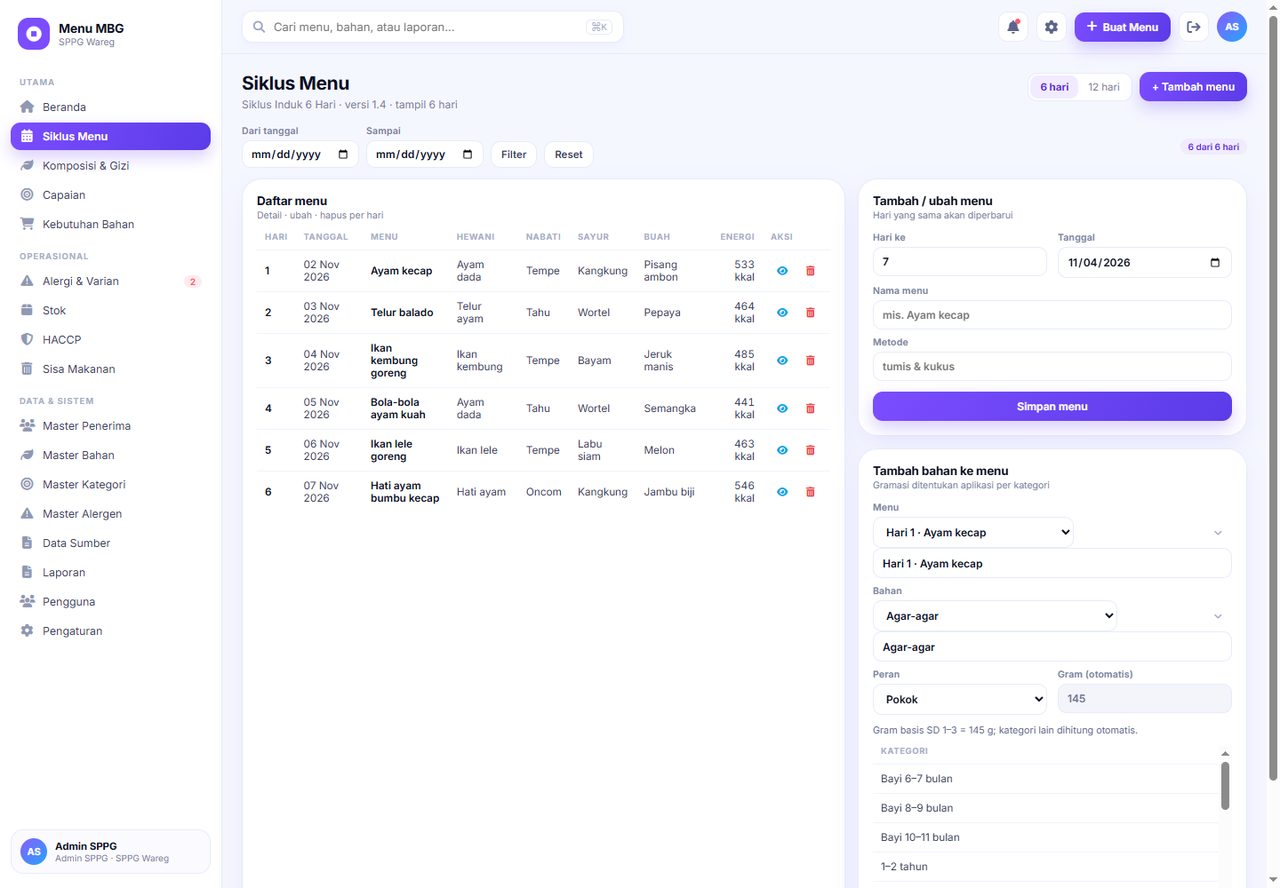 Menu MBG
SPPG Wareg
UTAMA
Beranda
Siklus Menu
Komposisi & Gizi
Capaian
Kebutuhan Bahan
OPERASIONAL
Alergi & Varian 2
Stok
HACCP
Sisa Makanan
DATA & SISTEM
Master Penerima
Master Bahan
Master Kategori
Master Alergen
Data Sumber
Laporan
Pengguna
Pengaturan
AS
Admin SPPG
Admin SPPG · SPPG Wareg
Cari menu, bahan, atau laporan... ⌘K
+ Buat Menu
AS
Siklus Menu
Siklus Induk 6 Hari · versi 1.4 · tampil 6 hari
6 hari 12 hari + Tambah menu
Dari tanggal Sampai
mm/dd/yyyy mm/dd/yyyy Filter Reset
6 dari 6 hari
Daftar menu
Detail · ubah · hapus per hari
HARI TANGGAL MENU HEWANI NABATI SAYUR BUAH ENERGI AKSI
1 02 Nov 2026 Ayam kecap Ayam dada Tempe Kangkung Pisang ambon 533 kkal
2 03 Nov 2026 Telur balado Telur ayam Tahu Wortel Pepaya 464 kkal
3 04 Nov 2026 Ikan kembung goreng Ikan kembung Tempe Bayam Jeruk manis 485 kkal
4 05 Nov 2026 Bola-bola ayam kuah Ayam dada Tahu Wortel Semangka 441 kkal
5 06 Nov 2026 Ikan lele goreng Ikan lele Tempe Labu siam Melon 463 kkal
6 07 Nov 2026 Hati ayam bumbu kecap Hati ayam Oncom Kangkung Jambu biji 546 kkal
Tambah / ubah menu
Hari yang sama akan diperbarui
Hari ke Tanggal
7 11/04/2026
Nama menu
mis. Ayam kecap
Metode
tumis & kukus
Simpan menu
Tambah bahan ke menu
Gramasi ditentukan aplikasi per kategori
Menu
Hari 1 · Ayam kecap
Hari 1 · Ayam kecap
Bahan
Agar-agar
Agar-agar
Peran Gram (otomatis)
Pokok 145
Gram basis SD 1–3 = 145 g; kategori lain dihitung otomatis.
KATEGORI
Bayi 6–7 bulan
Bayi 8–9 bulan
Bayi 10–11 bulan
1–2 tahun